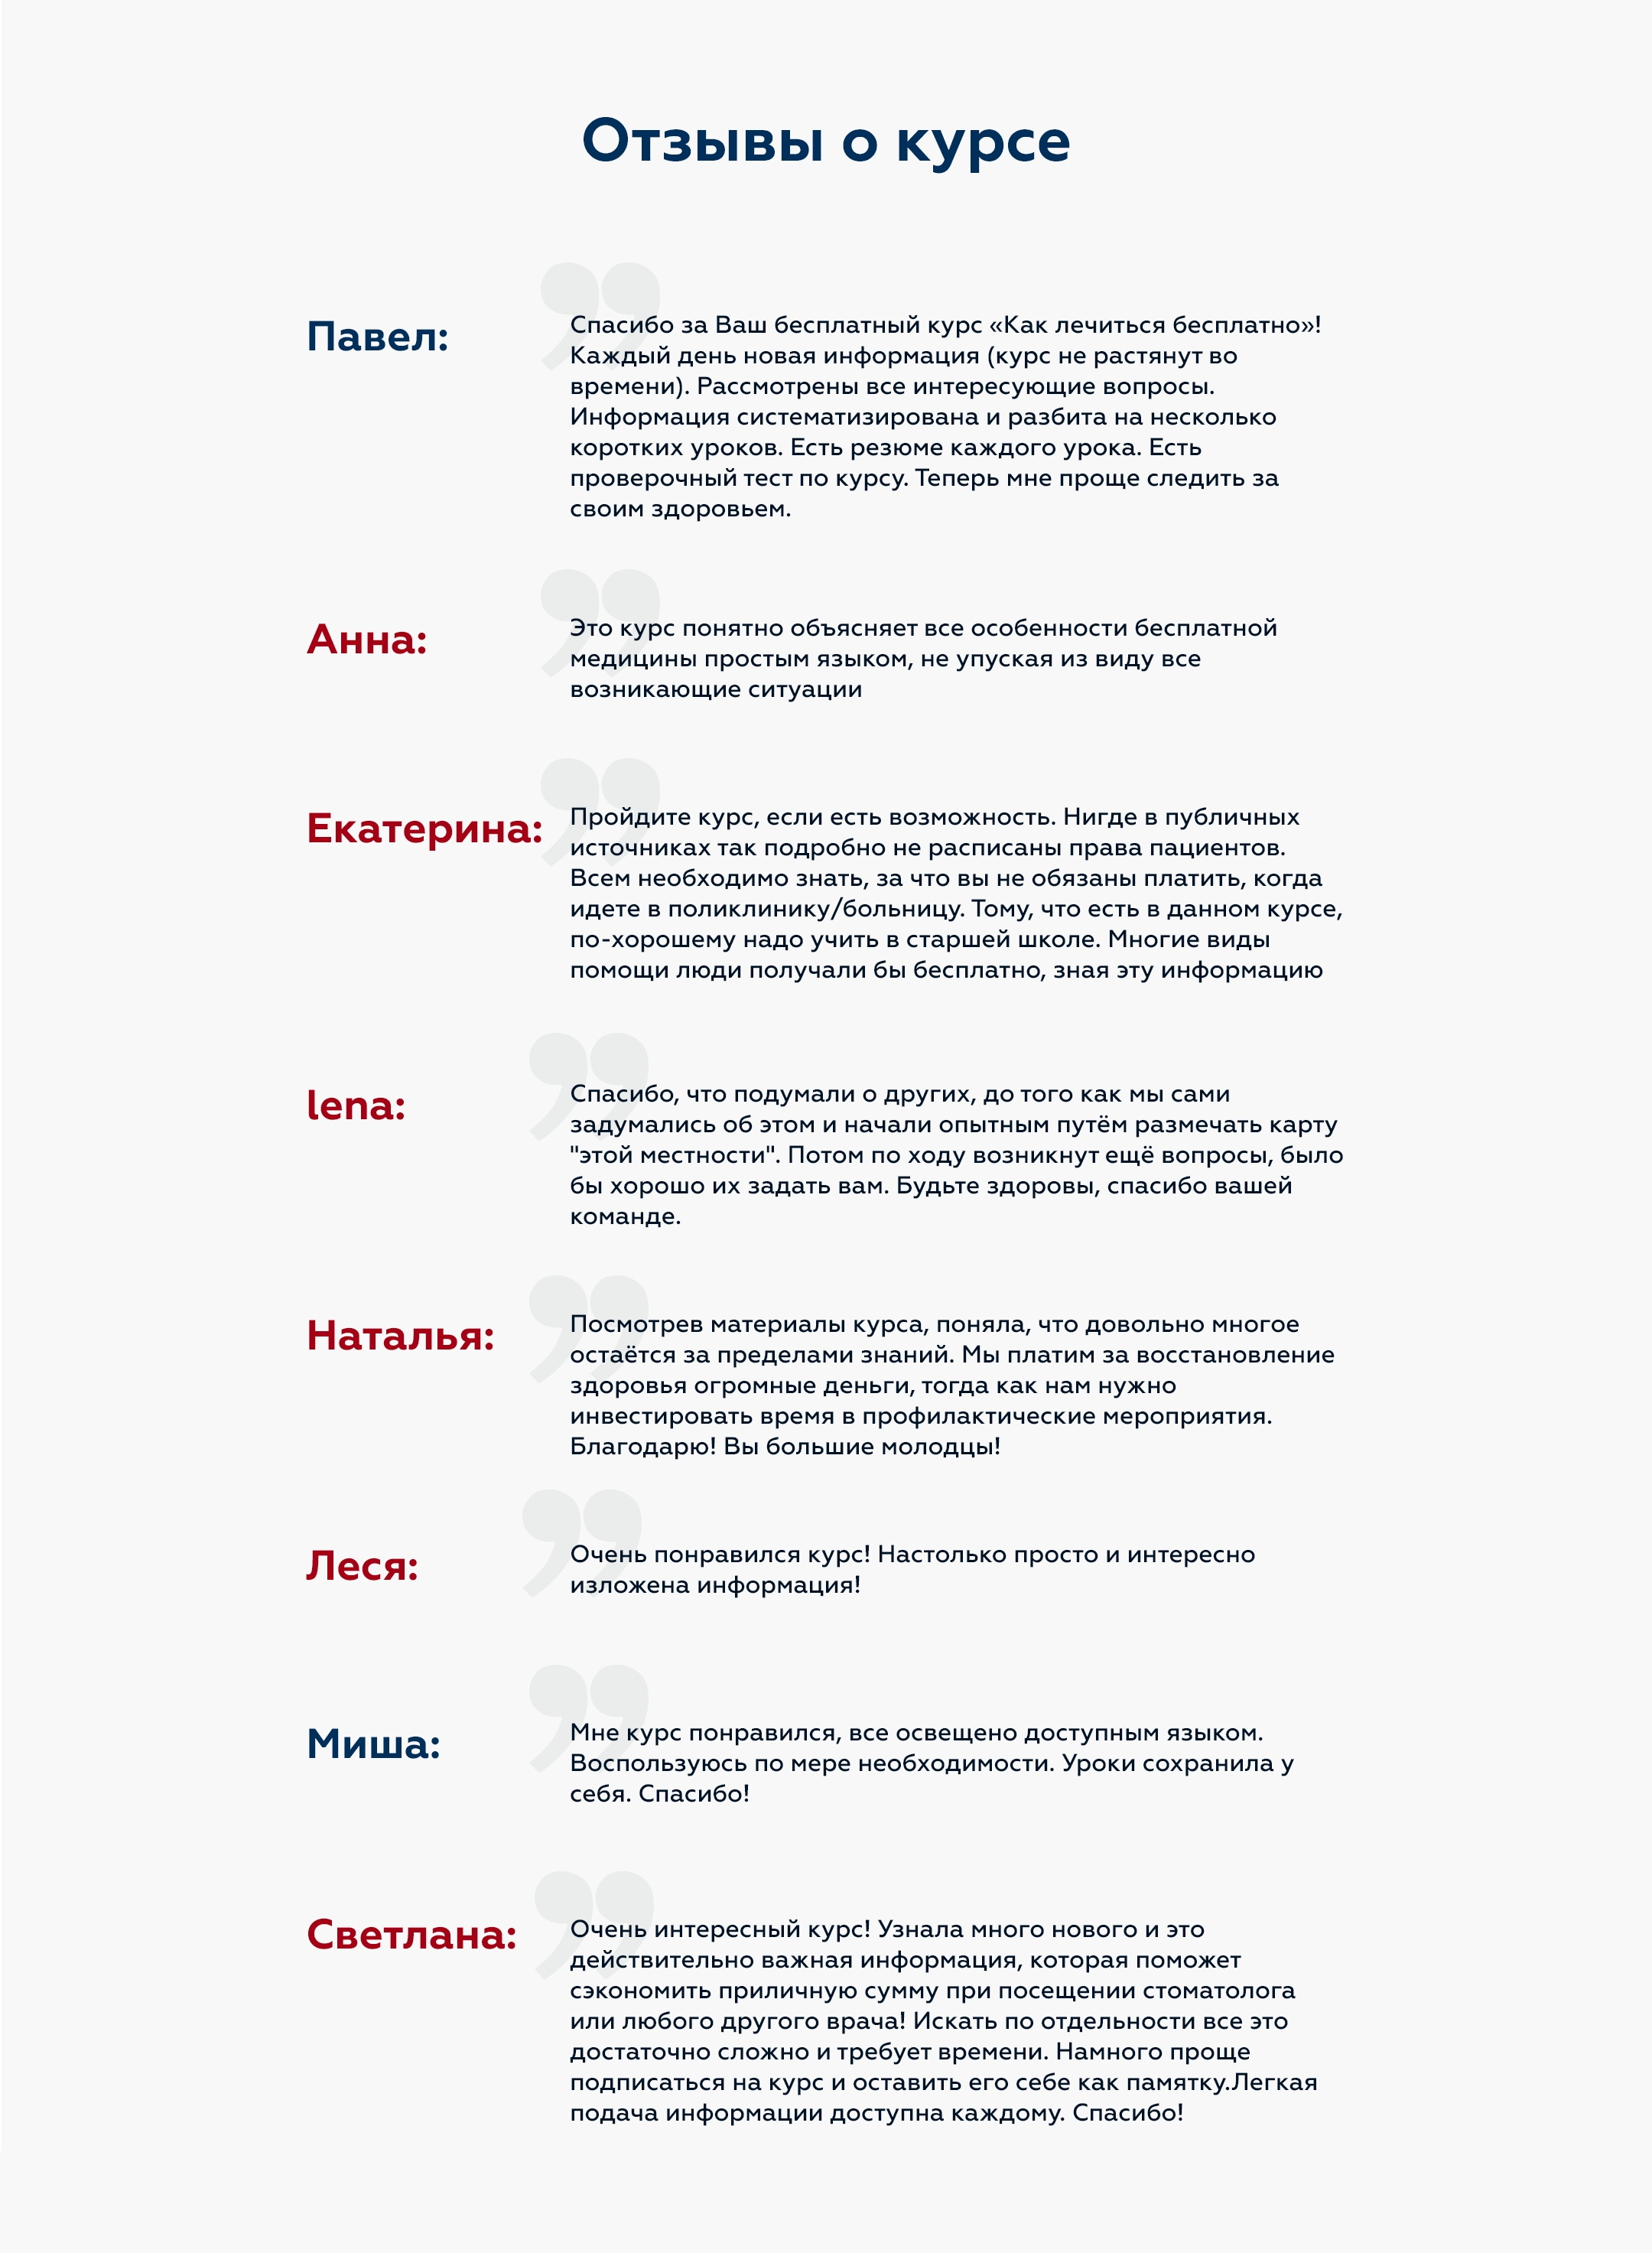 Отзывы о курсе
Павел:
Спасибо за Ваш бесплатный курс «Как лечиться бесплатно»!
Каждый день новая информация (курс не растянут во
времени). Рассмотрены все интересующие вопросы.
Информация систематизирована и разбита на несколько
коротких уроков. Есть резюме каждого урока. Есть
проверочный тест по курсу. Теперь мне проще следить за
своим здоровьем.
Анна:
Это курс понятно объясняет все особенности бесплатной
медицины простым языком, не упуская из виду все
возникающие ситуации
Екатерина:
Пройдите курс, если есть возможность. Нигде в публичных
источниках так подробно не расписаны права пациентов.
Всем необходимо знать, за что вы не обязаны платить, когда
идете в поликлинику/больницу. Тому, что есть в данном курсе,
по-хорошему надо учить в старшей школе. Многие виды
помощи люди получали бы бесплатно, зная эту информацию
lena:
Спасибо, что подумали о других, до того как мы сами
задумались об этом и начали опытным путём размечать карту
"этой местности". Потом по ходу возникнут ещё вопросы, было
бы хорошо их задать вам. Будьте здоровы, спасибо вашей
команде.
Наталья:
Посмотрев материалы курса, поняла, что довольно многое
остаётся за пределами знаний. Мы платим за восстановление
здоровья огромные деньги, тогда как нам нужно
инвестировать время в профилактические мероприятия.
Благодарю! Вы большие молодцы!
Леся:
Очень понравился курс! Настолько просто и интересно
изложена информация!
Миша:
Мне курс понравился, все освещено доступным языком.
Воспользуюсь по мере необходимости. Уроки сохранила у
себя. Спасибо!
Светлана:
Очень интересный курс! Узнала много нового и это
действительно важная информация, которая поможет
сэкономить приличную сумму при посещении стоматолога
или любого другого врача! Искать по отдельности все это
достаточно сложно и требует времени. Намного проще
подписаться на курс и оставить его себе как памятку.Легкая
подача информации доступна каждому. Спасибо!